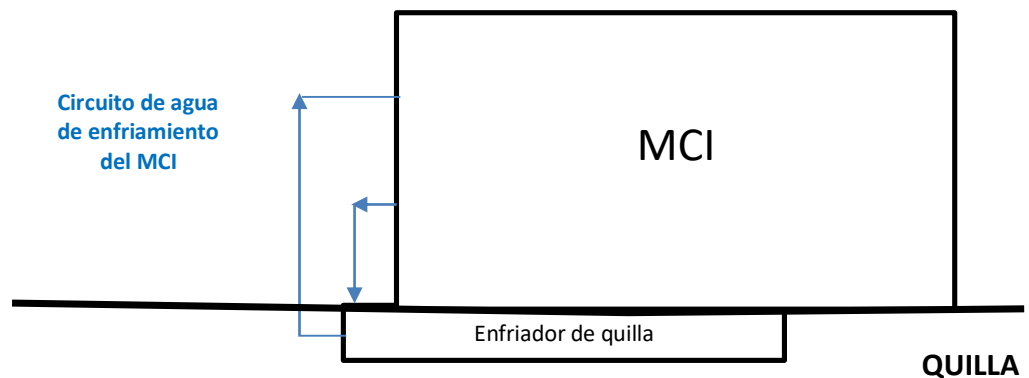 Circuito de agua
de enfriamiento
del MCI
MCI
Enfriador de quilla
QUILLA